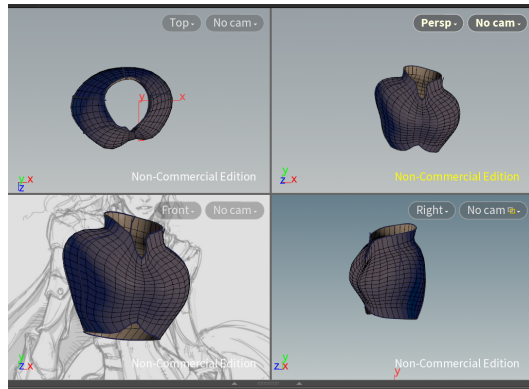 Top
No cam
Persp
No cam
y
x
y
x
z
Non-Commercial Edition
y
z
x
Non-Commercial Edition
Front
No cam
Right
No cam
y
z
x
Non-Commercial Edition
y
z
x
y
Non-Commercial Edition